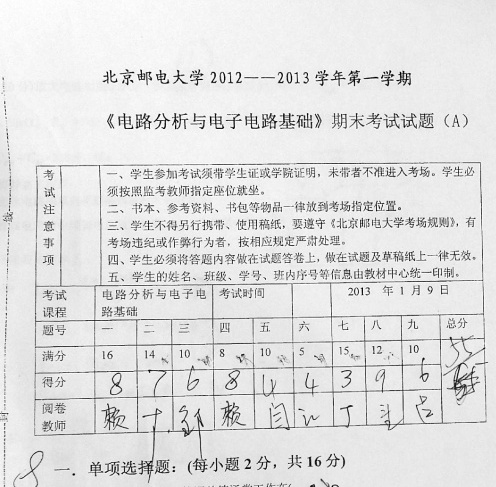 北京邮电大学 2012——2013 学年第一学期
《电路分析与电子电路基础》期末考试试题（A）
考试注意事项
一、学生参加考试须带学生证或学院证明，未带者不准进入考场。学生必
须按照监考教师指定座位就坐。
二、书本、参考资料、书包等物品一律放到考场指定位置。
三、学生不得另行携带、使用稿纸，要遵守《北京邮电大学考场规则》，有
考场违纪或作弊行为者，按相应规定严肃处理。
四、学生必须将答题内容做在试题答卷上，做在试题及草稿纸上一律无效。
五、学生的姓名、班级、学号、班内序号等信息由教材中心统一印制。
考试课程 电路分析与电子电路基础 考试时间 2013 年 1 月 9 日
题号 一 二 三 四 五 六 七 八 九 总分
满分 16 14 10 8 10 5 15 12 10 55
得分 8 7 6 8 4 4 3 9 6
阅卷教师 赖 十 邹 赖 闫 丁
8 一．单项选择题：(每小题 2 分，共 16 分)